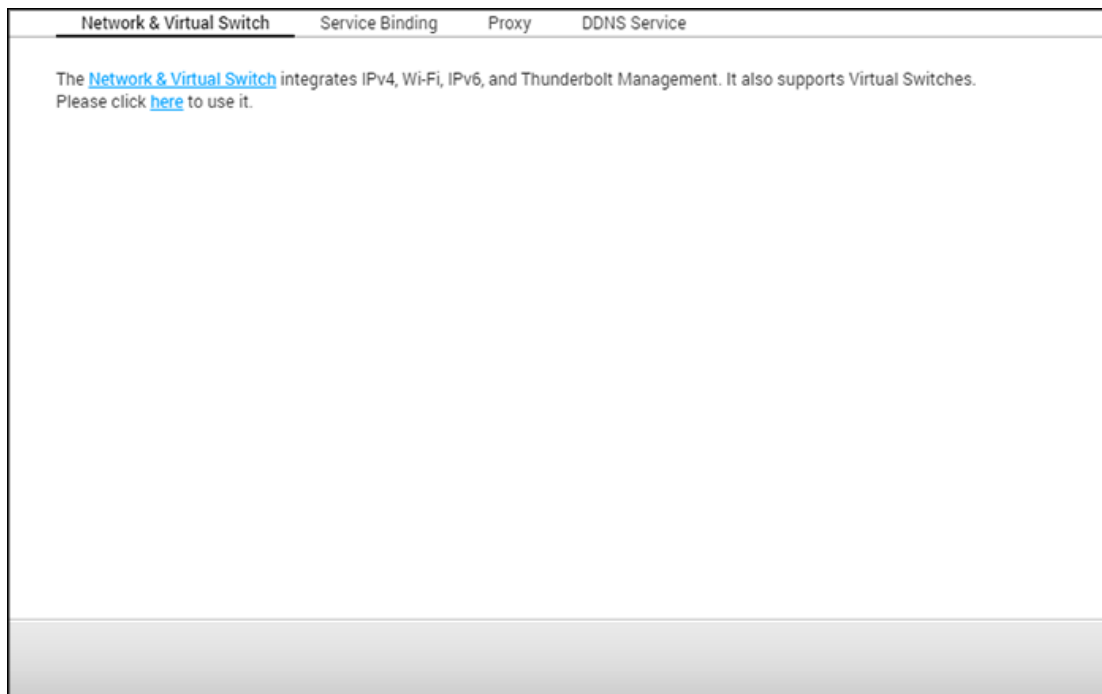 Network & Virtual Switch Service Binding Proxy DDNS Service
The Network & Virtual Switch integrates IPv4, Wi-Fi, IPv6, and Thunderbolt Management. It also supports Virtual Switches.
Please click here to use it.